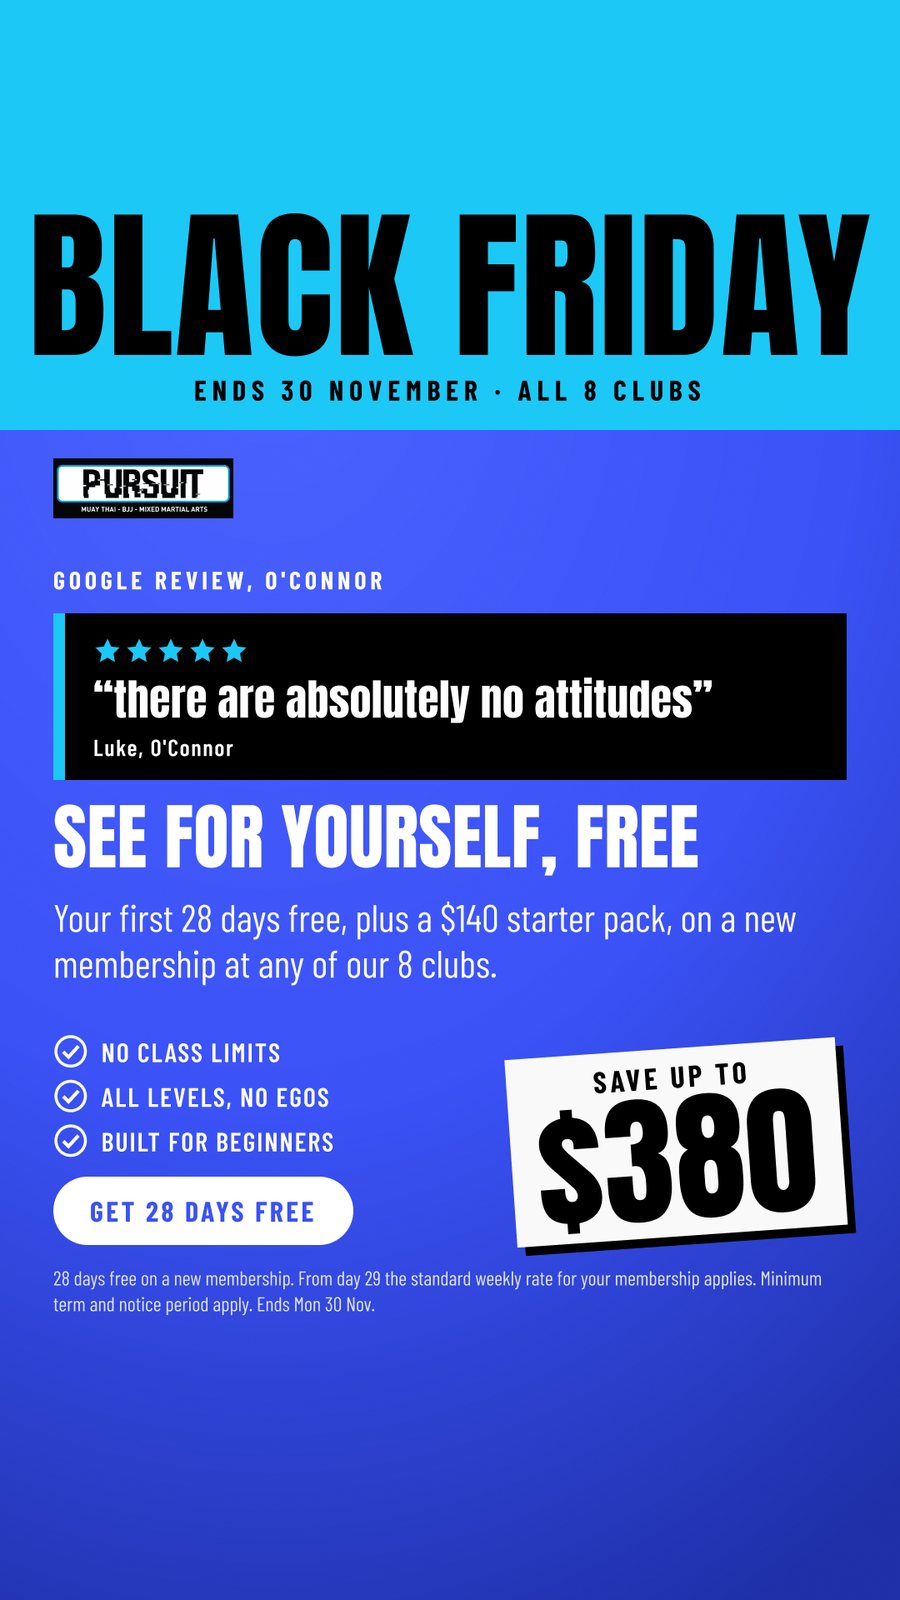 BLACK FRIDAY
ENDS 30 NOVEMBER · ALL 8 CLUBS
PURSUIT
MUAY THAI - BJJ - MIXED MARTIAL ARTS
GOOGLE REVIEW, O'CONNOR
“there are absolutely no attitudes”
Luke, O'Connor
SEE FOR YOURSELF, FREE
Your first 28 days free, plus a $140 starter pack, on a new
membership at any of our 8 clubs.
NO CLASS LIMITS
ALL LEVELS, NO EGOS
BUILT FOR BEGINNERS
SAVE UP TO
$380
GET 28 DAYS FREE
28 days free on a new membership. From day 29 the standard weekly rate for your membership applies. Minimum
term and notice period apply. Ends Mon 30 Nov.